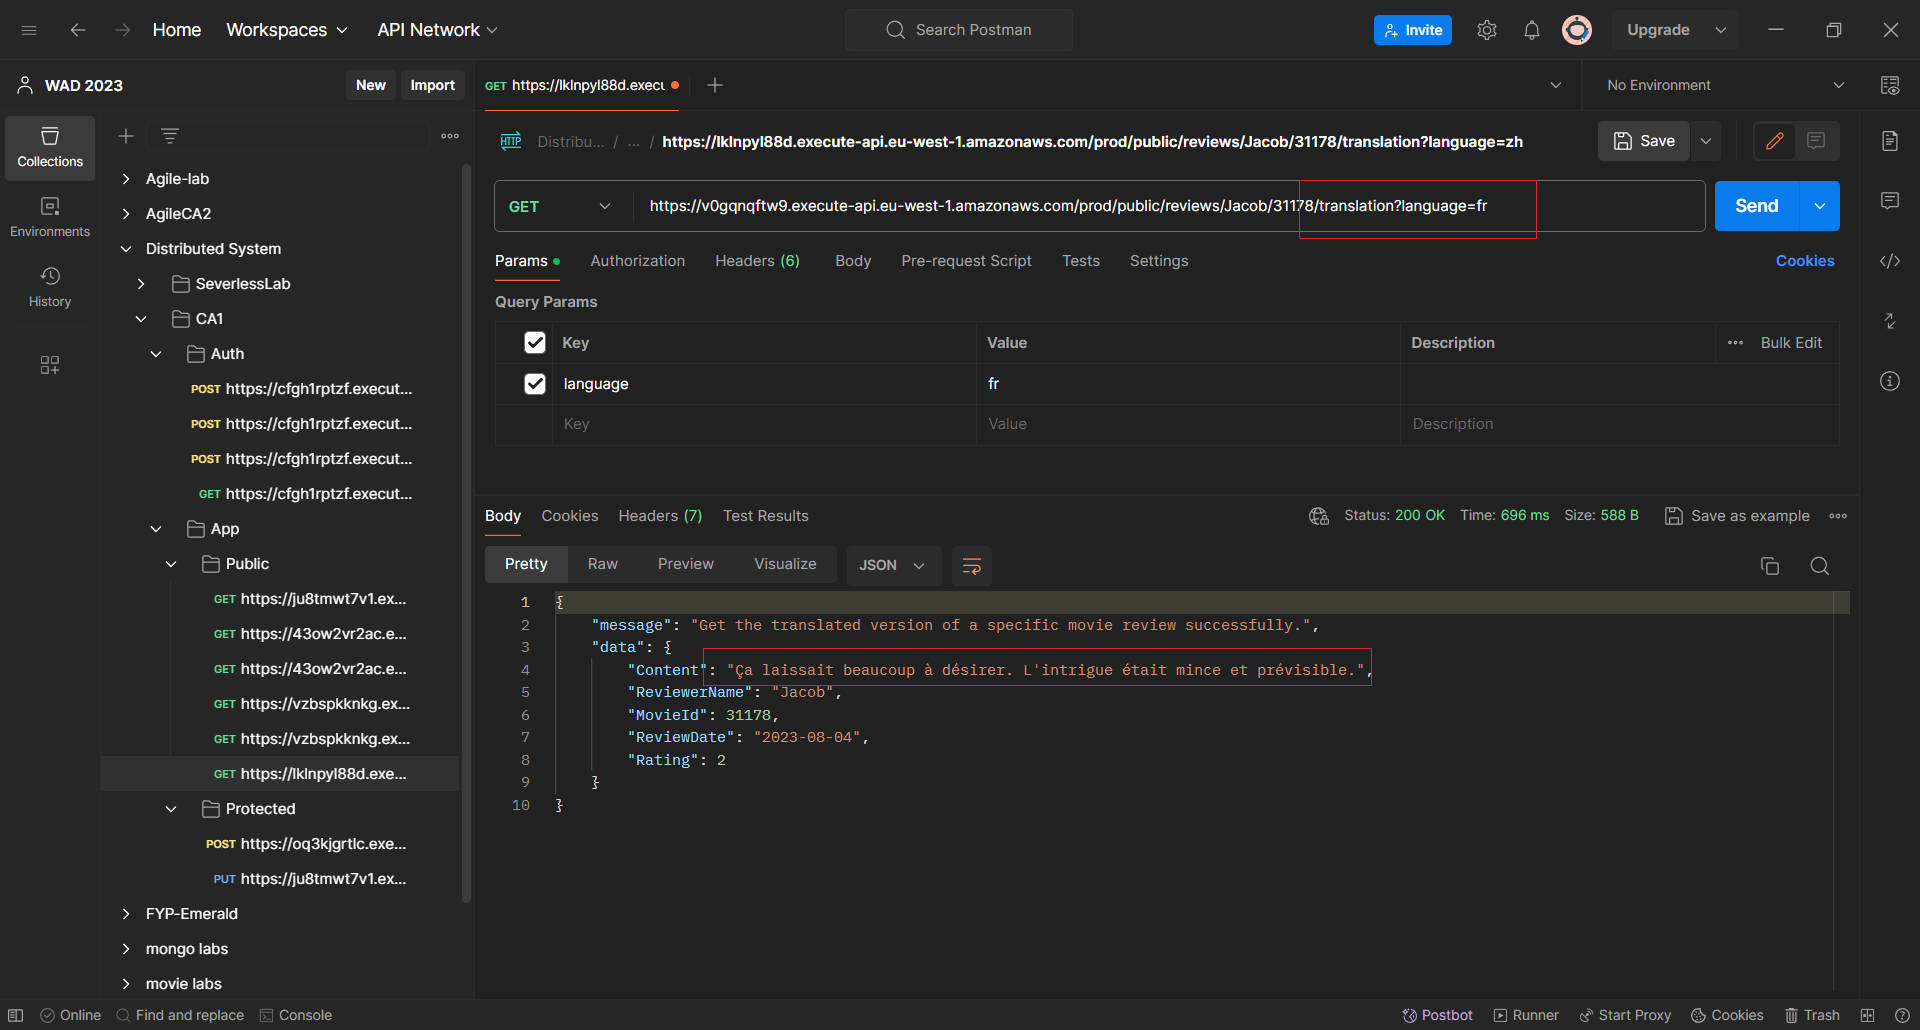 Home
Workspaces
API Network
Search Postman
Invite
Upgrade
WAD 2023
New
Import
GET https://lklnpyl88d.execu
No Environment
Collections
Environments
History
Agile-lab
AgileCA2
Distributed System
SeverlessLab
CA1
Auth
POST https://cfgh1rptzf.execut...
POST https://cfgh1rptzf.execut...
POST https://cfgh1rptzf.execut...
GET https://cfgh1rptzf.execut...
App
Public
GET https://ju8tmwt7v1.ex...
GET https://43ow2vr2ac.e...
GET https://43ow2vr2ac.e...
GET https://vzbspkknkg.ex...
GET https://vzbspkknkg.ex...
GET https://lklnpyl88d.exe...
Protected
POST https://oq3kjgrtlc.exe...
PUT https://ju8tmwt7v1.ex...
FYP-Emerald
mongo labs
movie labs
HTTP Distribu... / ... / https://lklnpyl88d.execute-api.eu-west-1.amazonaws.com/prod/public/reviews/Jacob/31178/translation?language=zh
Save
GET https://v0gqnqftw9.execute-api.eu-west-1.amazonaws.com/prod/public/reviews/Jacob/31178/translation?language=fr
Send
Params Authorization Headers (6) Body Pre-request Script Tests Settings Cookies
Query Params
Key Value Description ••• Bulk Edit
language fr
Key Value Description
Body Cookies Headers (7) Test Results
Status: 200 OK Time: 696 ms Size: 588 B Save as example
Pretty Raw Preview Visualize JSON
1 {
2 "message": "Get the translated version of a specific movie review successfully.",
3 "data": {
4 "Content": "Ça laissait beaucoup à désirer. L'intrigue était mince et prévisible.",
5 "ReviewerName": "Jacob",
6 "MovieId": 31178,
7 "ReviewDate": "2023-08-04",
8 "Rating": 2
9 }
10 }
Online Find and replace Console
Postbot Runner Start Proxy Cookies Trash